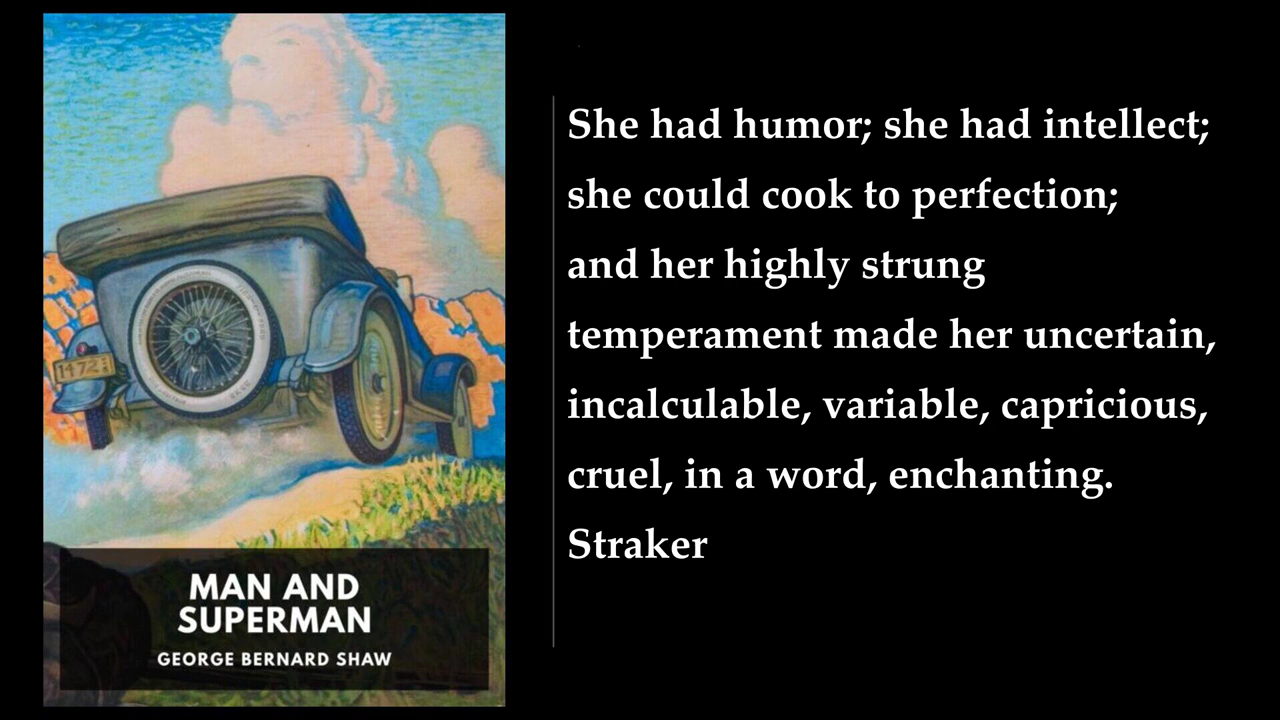 1472
MAN AND
SUPERMAN
GEORGE BERNARD SHAW
She had humor; she had intellect;
she could cook to perfection;
and her highly strung
temperament made her uncertain,
incalculable, variable, capricious,
cruel, in a word, enchanting.
Straker